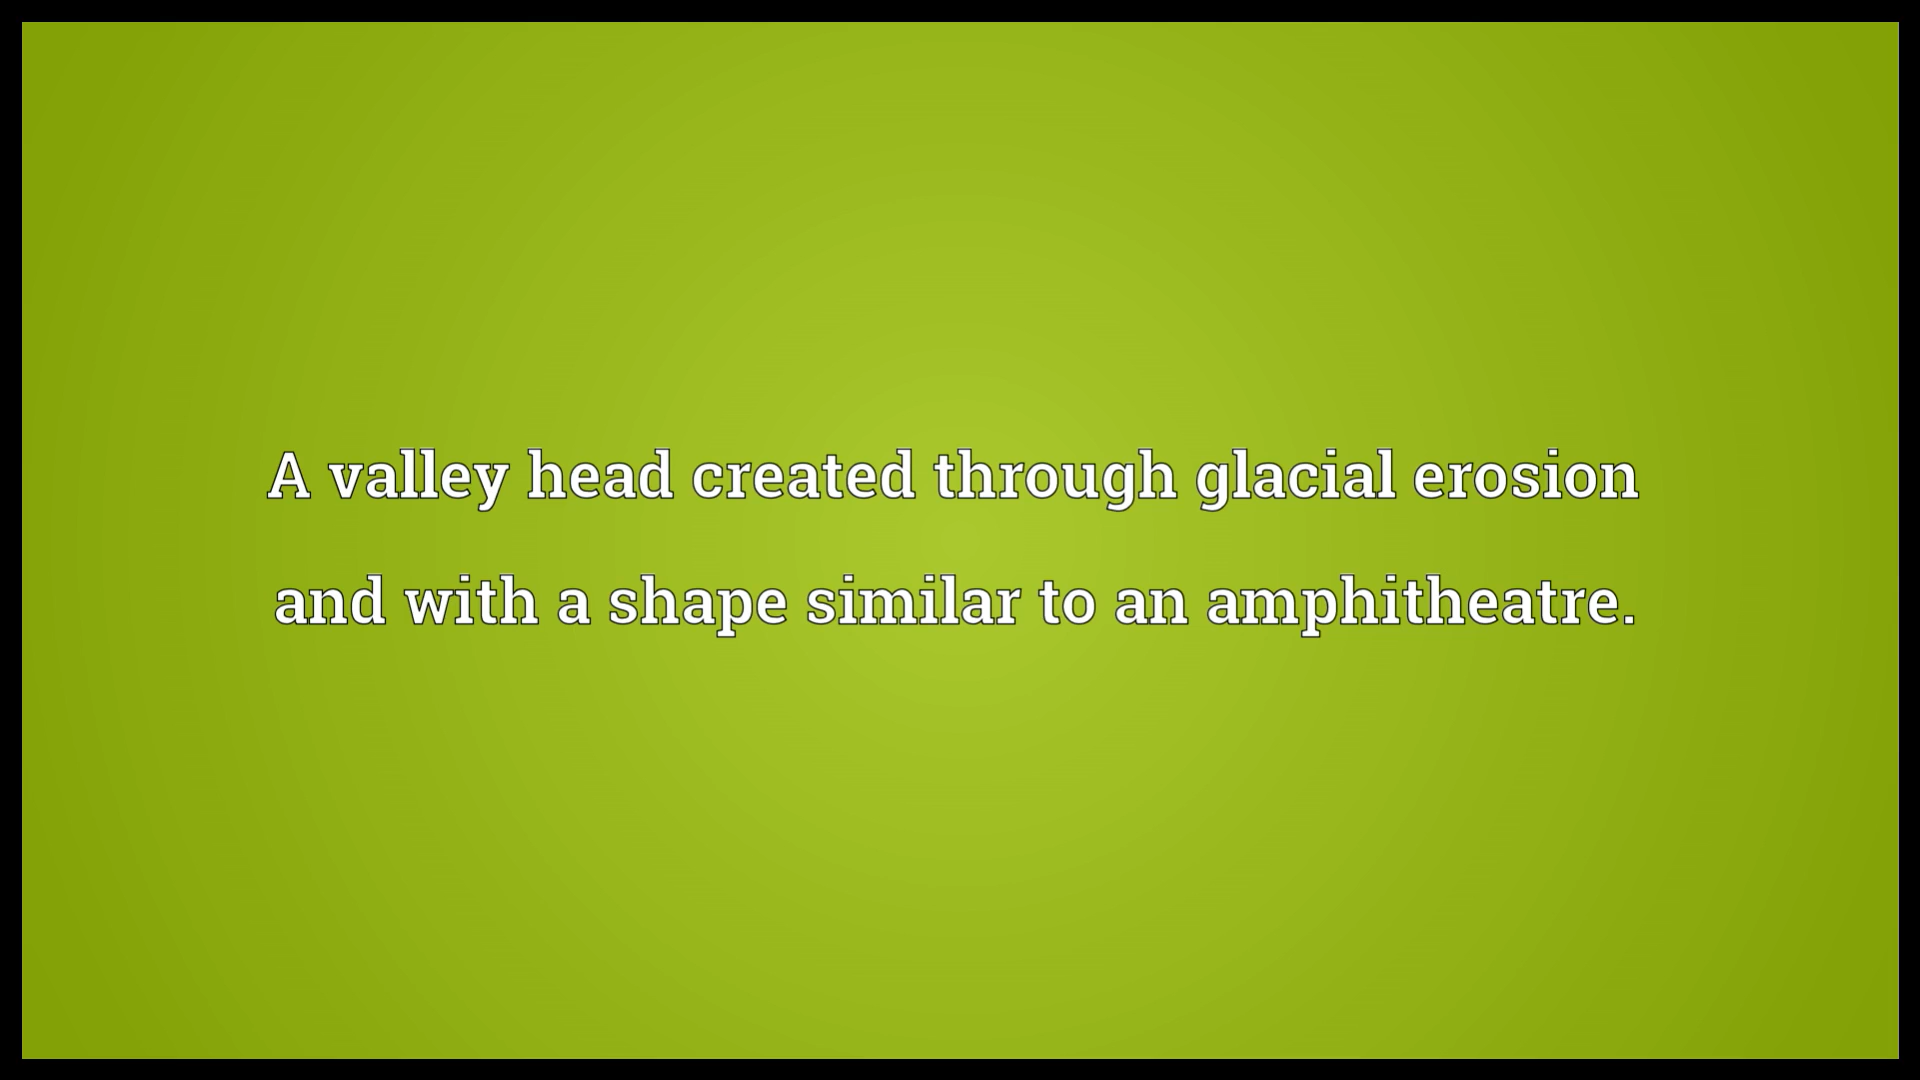 A valley head created through glacial erosion
and with a shape similar to an amphitheatre.